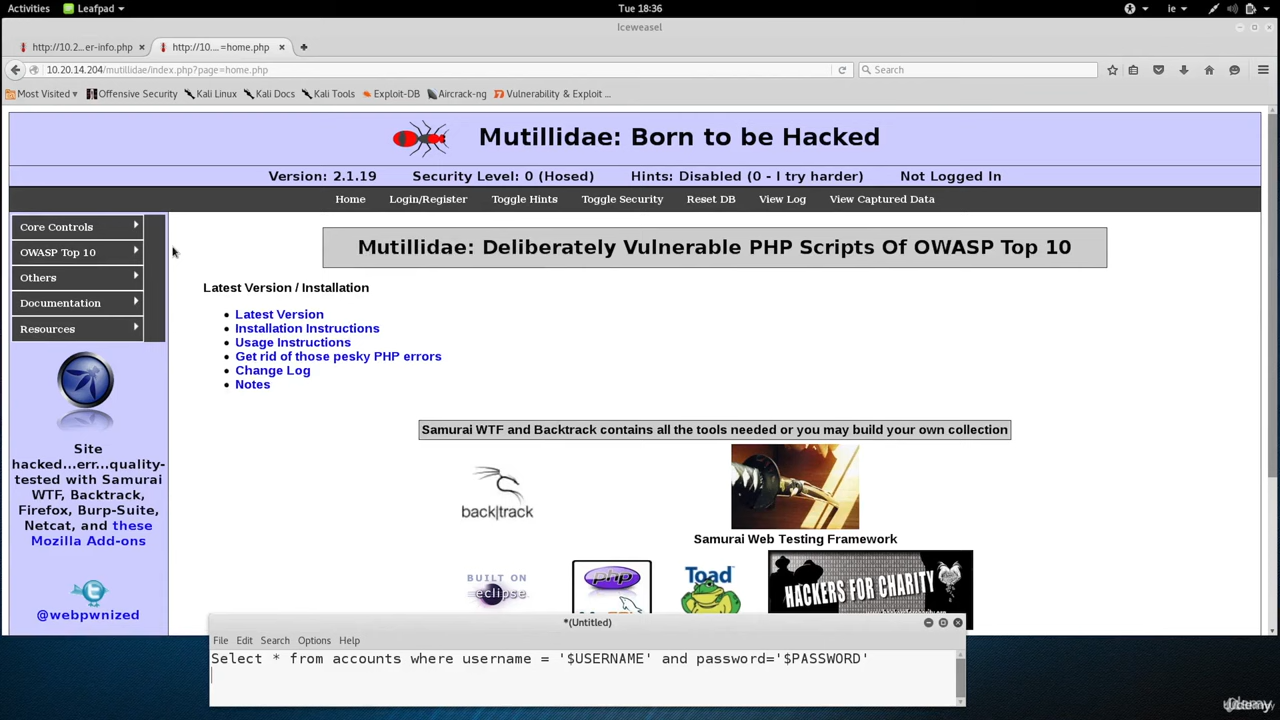 Activities Leafpad Tue 18:36 ie
Iceweasel
http://10.2...er-info.php http://10....=home.php
10.20.14.204/mutillidae/index.php?page=home.php Search
Most Visited Offensive Security Kali Linux Kali Docs Kali Tools Exploit-DB Aircrack-ng Vulnerability & Exploit ...
Mutillidae: Born to be Hacked
Version: 2.1.19 Security Level: 0 (Hosed) Hints: Disabled (0 - I try harder) Not Logged In
Home Login/Register Toggle Hints Toggle Security Reset DB View Log View Captured Data
Core Controls
OWASP Top 10
Others
Documentation
Resources
Site
hacked...err...quality-
tested with Samurai
WTF, Backtrack,
Firefox, Burp-Suite,
Netcat, and these
Mozilla Add-ons
@webpwnized
Mutillidae: Deliberately Vulnerable PHP Scripts Of OWASP Top 10
Latest Version / Installation
Latest Version
Installation Instructions
Usage Instructions
Get rid of those pesky PHP errors
Change Log
Notes
Samurai WTF and Backtrack contains all the tools needed or you may build your own collection
back|track
Samurai Web Testing Framework
BUILT ON
eclipse
php
Toad
HACKERS FOR CHARITY
*(Untitled)
File Edit Search Options Help
Select * from accounts where username = '$USERNAME' and password='$PASSWORD'
Udemy